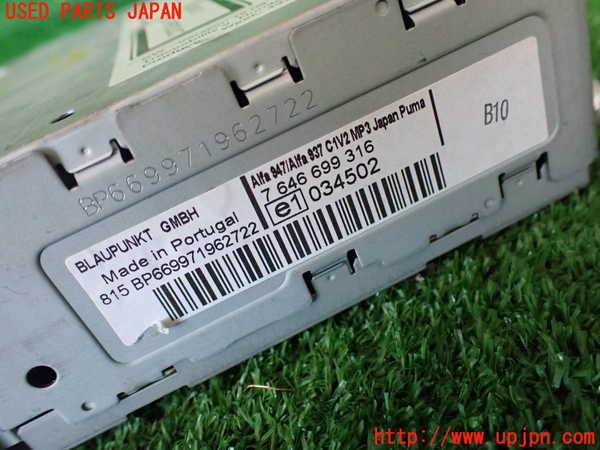 USED PARTS JAPAN
BP669971962722
BLAUPUNKT GMBH
Made in Portugal
815 BP669971962722
Alfa 947/Alfa 937 C1V2 MP3 Japan Puma
7 646 699 316
e1 034502
B10
http://www.upjpn.com/